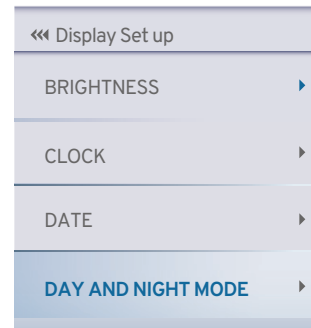 Display Set up
BRIGHTNESS
CLOCK
DATE
DAY AND NIGHT MODE